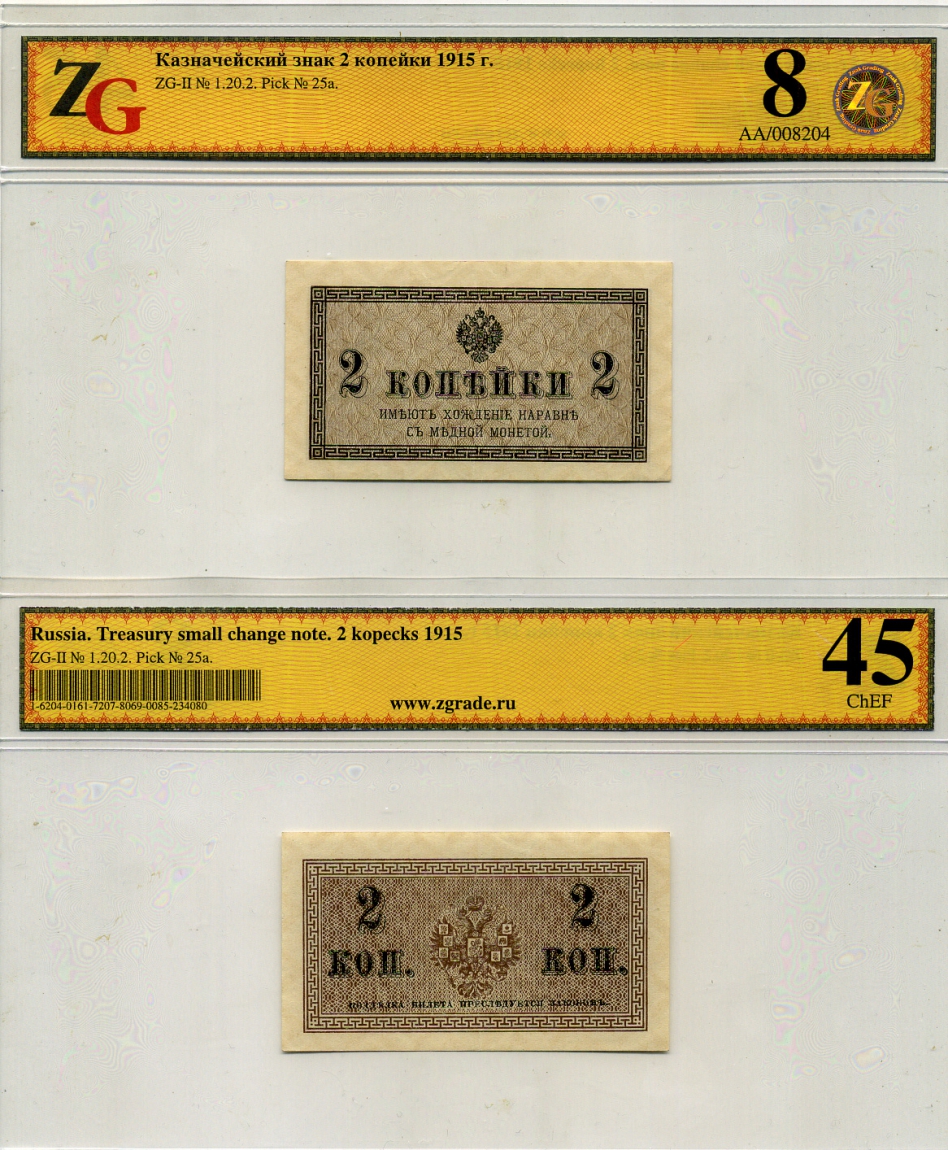 ZG
Казначейский знак 2 копейки 1915 г.
ZG-II № 1.20.2. Pick № 25a.
8
AA/008204
ZG
2 КОПѢЙКИ 2
ИМѢЮТЪ ХОЖДЕНІЕ НАРАВНѢ
СЪ МѢДНОЙ МОНЕТОЙ.
Russia. Treasury small change note. 2 kopecks 1915
ZG-II № 1.20.2. Pick № 25a.
1-6204-0161-7207-8069-0085-234080
www.zgrade.ru
45
ChEF
2 2
КОП. КОП.
ПОДДѢЛКА БИЛЕТА ПРЕСЛѢДУЕТСЯ ЗАКОНОМЪ.